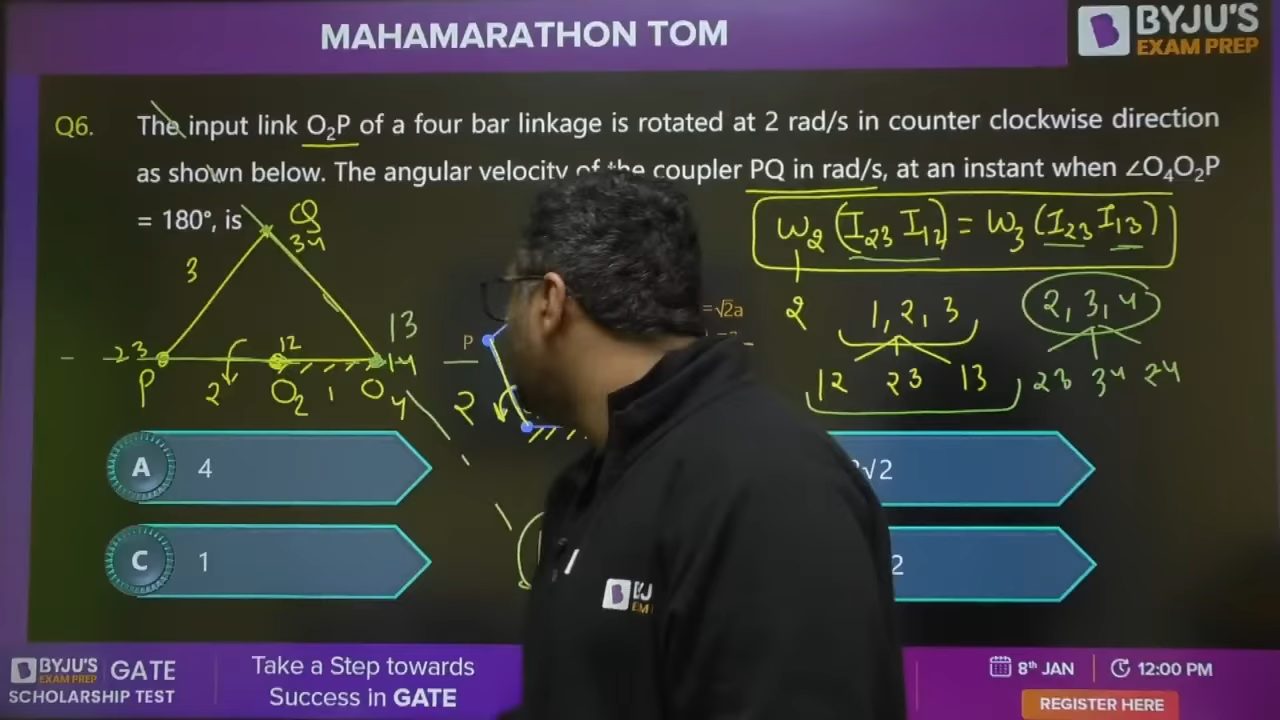 MAHAMARATHON TOM
BYJU'S
EXAM PREP
Q6. The input link O₂P of a four bar linkage is rotated at 2 rad/s in counter clockwise direction
as shown below. The angular velocity of the coupler PQ in rad/s, at an instant when ∠O₄O₂P
= 180°, is
Q
34
3
23
P
2
12
O₂
1
O₄
13
14
P
2
=√2a
ω₂ (I₂₃ I₁₂) = ω₃ (I₂₃ I₁₃)
2
1, 2, 3
12 23 13
2, 3, 4
23 34 24
A 4
√2
C 1
2
BYJU'S
EXAM PREP
GATE
SCHOLARSHIP TEST
Take a Step towards
Success in GATE
8th JAN
12:00 PM
REGISTER HERE